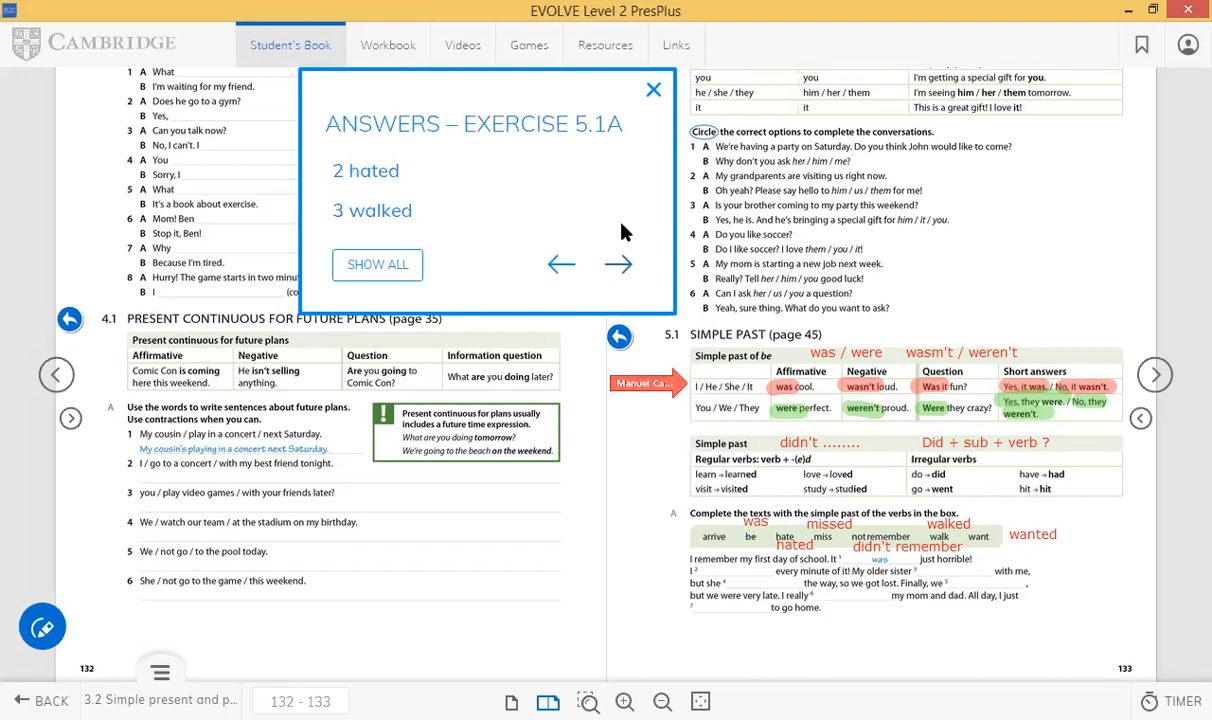 EVOLVE Level 2 PresPlus
CAMBRIDGE
Student's Book
Workbook
Videos
Games
Resources
Links
1 A What
B I'm waiting for my friend.
2 A Does he go to a gym?
B Yes,
3 A Can you talk now?
B No, I can't. I
4 A You
B Sorry, I
5 A What
B It's a book about exercise.
6 A Mom! Ben
B Stop it, Ben!
7 A Why
B Because I'm tired.
8 A Hurry! The game starts in two minut
B I (co
ANSWERS – EXERCISE 5.1A
2 hated
3 walked
SHOW ALL
4.1 PRESENT CONTINUOUS FOR FUTURE PLANS (page 35)
Present continuous for future plans
Affirmative Negative Question Information question
Comic Con is coming here this weekend.
He isn't selling anything.
Are you going to Comic Con?
What are you doing later?
A Use the words to write sentences about future plans.
Use contractions when you can.
1 My cousin / play in a concert / next Saturday.
My cousin's playing in a concert next Saturday.
2 I / go to a concert / with my best friend tonight.
3 you / play video games / with your friends later?
4 We / watch our team / at the stadium on my birthday.
5 We / not go / to the pool today.
6 She / not go to the game / this weekend.
! Present continuous for plans usually
includes a future time expression.
What are you doing tomorrow?
We're going to the beach on the weekend.
132
you you I'm getting a special gift for you.
he / she / they him / her / them I'm seeing him / her / them tomorrow.
it it This is a great gift! I love it!
Circle the correct options to complete the conversations.
1 A We're having a party on Saturday. Do you think John would like to come?
B Why don't you ask her / him / me?
2 A My grandparents are visiting us right now.
B Oh yeah? Please say hello to him / us / them for me!
3 A Is your brother coming to my party this weekend?
B Yes, he is. And he's bringing a special gift for him / it / you.
4 A Do you like soccer?
B Do I like soccer? I love them / you / it!
5 A My mom is starting a new job next week.
B Really? Tell her / him / you good luck!
6 A Can I ask her / us / you a question?
B Yeah, sure thing. What do you want to ask?
5.1 SIMPLE PAST (page 45)
Simple past of be was / were wasm't / weren't
Affirmative Negative Question Short answers
Manuel Ca...
I / He / She / It was cool. wasn't loud. Was it fun? Yes, it was. / No, it wasn't.
You / We / They were perfect. weren't proud. Were they crazy? Yes, they were. / No, they weren't.
Simple past didn't ........ Did + sub + verb ?
Regular verbs: verb + -(e)d Irregular verbs
learn → learned love → loved do → did have → had
visit → visited study → studied go → went hit → hit
A Complete the texts with the simple past of the verbs in the box.
was missed walked
arrive be hate miss not remember walk want wanted
hated didn't remember
I remember my first day of school. It 1 was just horrible!
I 2 every minute of it! My older sister 3 with me,
but she 4 the way, so we got lost. Finally, we 5 ,
but we were very late. I really 6 my mom and dad. All day, I just
7 to go home.
133
BACK
3.2 Simple present and p...
132 - 133
TIMER